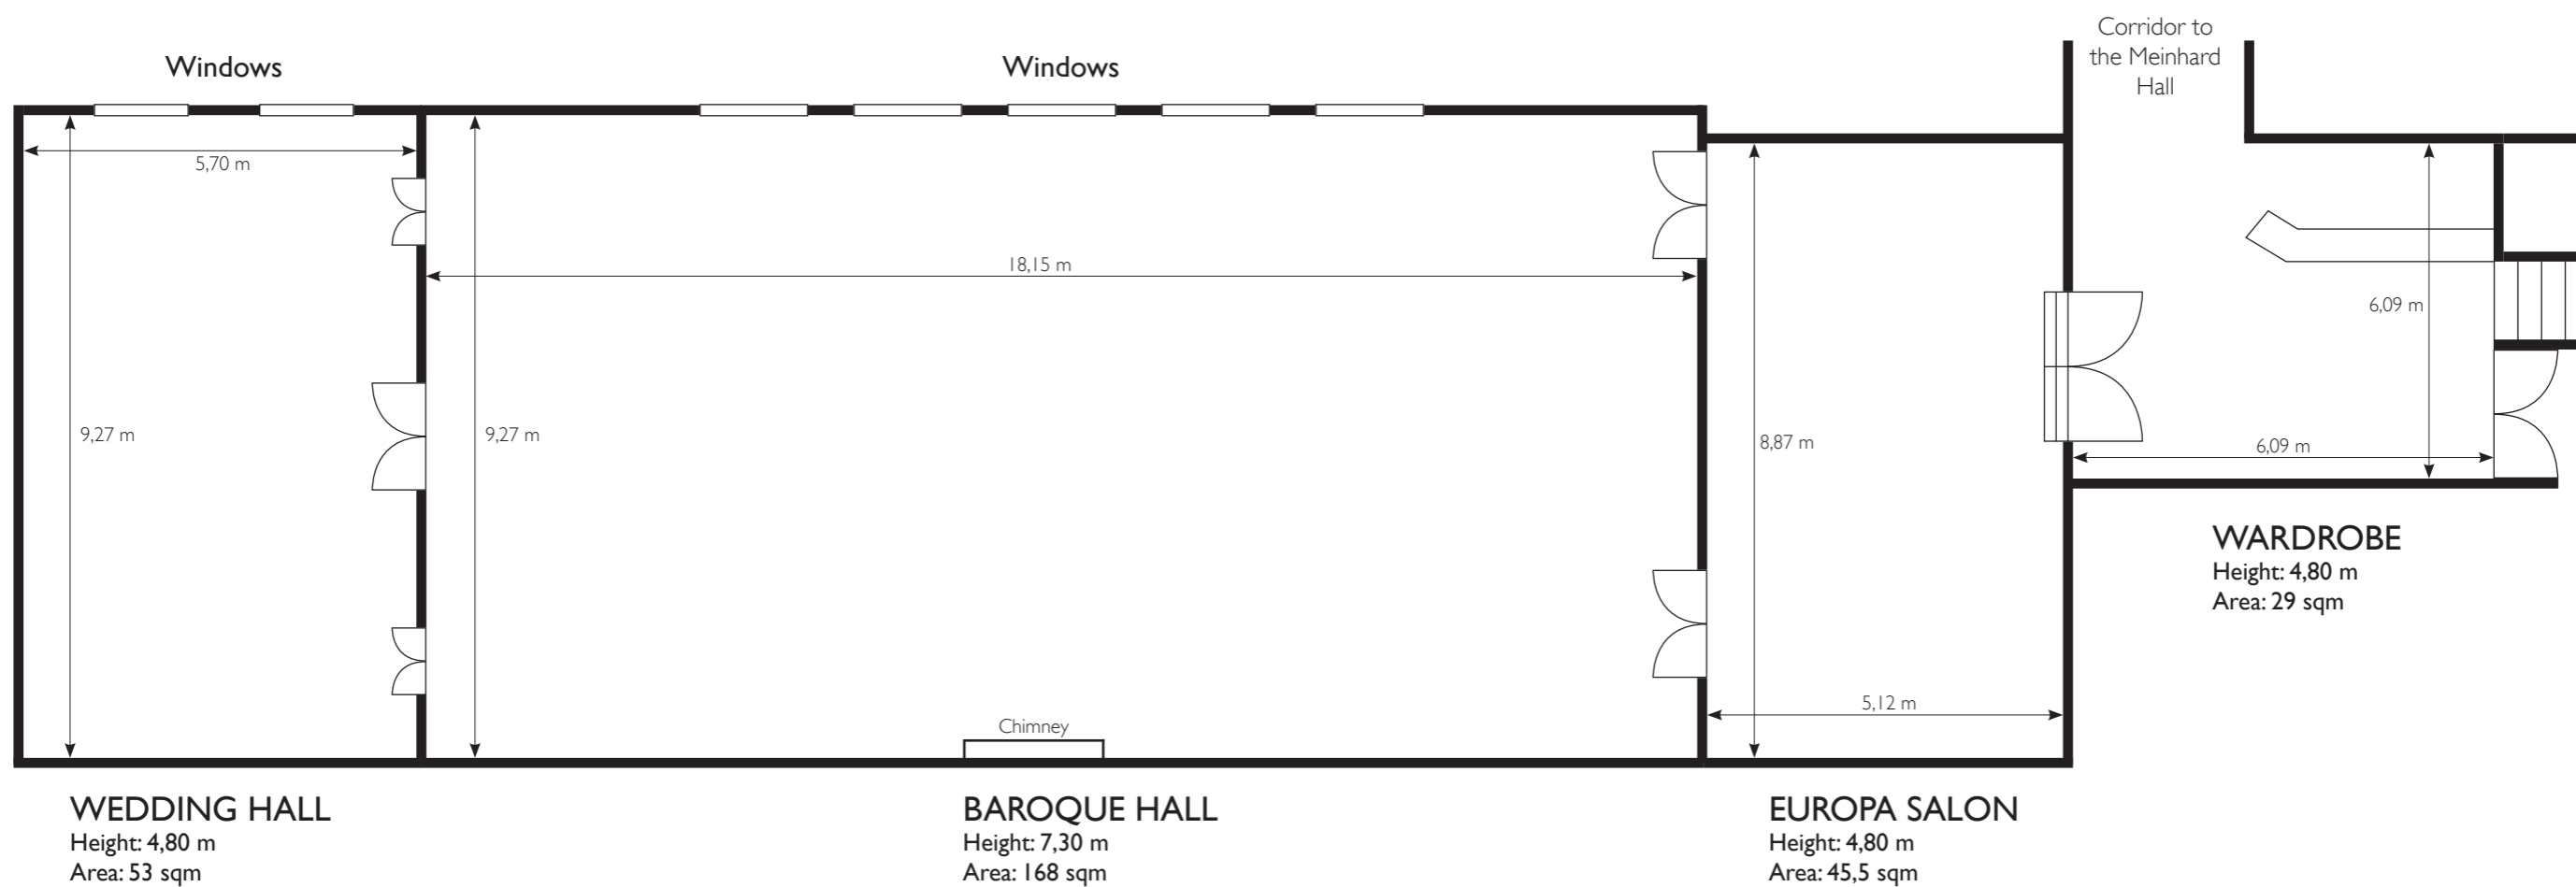 Corridor to
the Meinhard
Hall
Windows
Windows
5,70 m
18,15 m
6,09 m
9,27 m
9,27 m
8,87 m
6,09 m
5,12 m
Chimney
WARDROBE
Height: 4,80 m
Area: 29 sqm
WEDDING HALL
Height: 4,80 m
Area: 53 sqm
BAROQUE HALL
Height: 7,30 m
Area: 168 sqm
EUROPA SALON
Height: 4,80 m
Area: 45,5 sqm